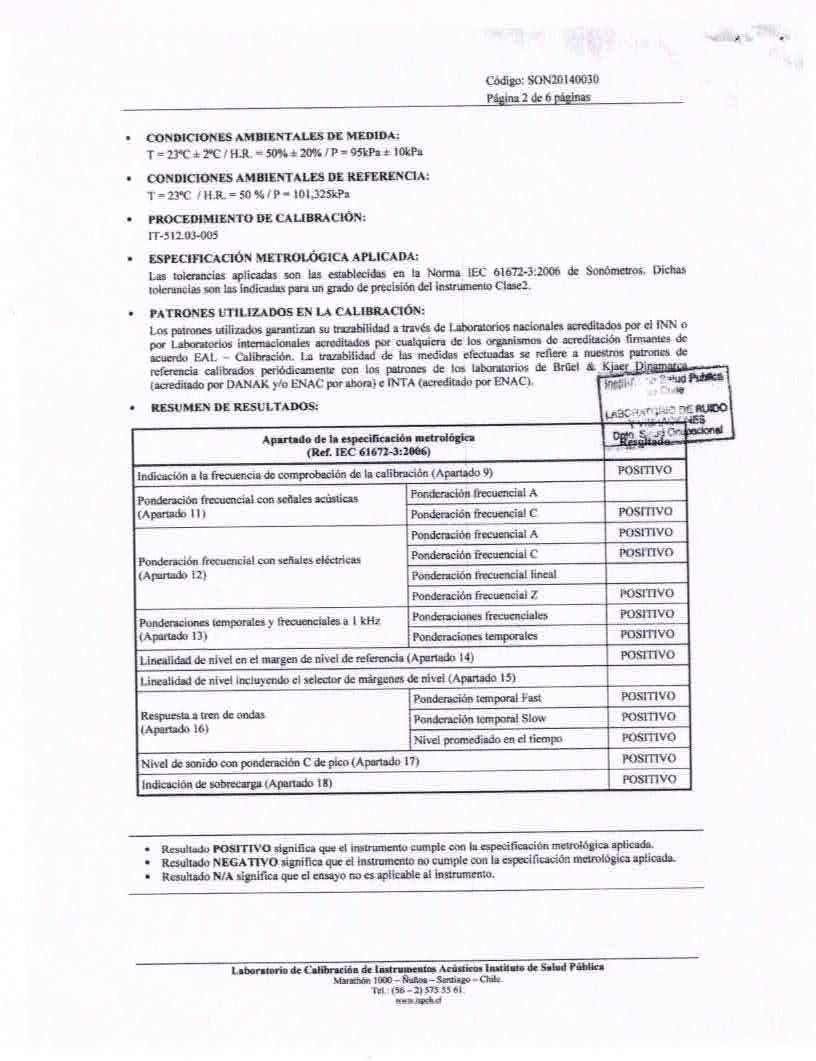 Código: SON20140030
Página 2 de 6 páginas
• CONDICIONES AMBIENTALES DE MEDIDA:
T = 23ºC ± 2ºC / H.R. = 50% ± 20% / P = 95kPa ± 10kPa
• CONDICIONES AMBIENTALES DE REFERENCIA:
T = 23ºC / H.R. = 50 % / P = 101,325kPa
• PROCEDIMIENTO DE CALIBRACIÓN:
IT-512.03-005
• ESPECIFICACIÓN METROLÓGICA APLICADA:
Las tolerancias aplicadas son las establecidas en la Norma IEC 61672-3:2006 de Sonómetros. Dichas
tolerancias son las indicadas para un grado de precisión del instrumento Clase2.
• PATRONES UTILIZADOS EN LA CALIBRACIÓN:
Los patrones utilizados garantizan su trazabilidad a través de Laboratorios nacionales acreditados por el INN o
por Laboratorios internacionales acreditados por cualquiera de los organismos de acreditación firmantes de
acuerdo EAL – Calibración. La trazabilidad de las medidas efectuadas se refiere a nuestros patrones de
referencia calibrados periódicamente con los patrones de los laboratorios de Brüel & Kjaer Dinamarca
(acreditado por DANAK y/o ENAC por ahora) e INTA (acreditado por ENAC).
Salud Publica
Chile
LABORATORIO DE RUIDO
Y VIBRACIONES
Dpto. Salud Ocupacional
• RESUMEN DE RESULTADOS:
Apartado de la especificación metrológica
(Ref. IEC 61672-3:2006)
Resultado
Indicación a la frecuencia de comprobación de la calibración (Apartado 9) POSITIVO
Ponderación frecuencial con señales acústicas
(Apartado 11)
Ponderación frecuencial A
Ponderación frecuencial C POSITIVO
Ponderación frecuencial con señales eléctricas
(Apartado 12)
Ponderación frecuencial A POSITIVO
Ponderación frecuencial C POSITIVO
Ponderación frecuencial lineal
Ponderación frecuencial Z POSITIVO
Ponderaciones temporales y frecuenciales a 1 kHz
(Apartado 13)
Ponderaciones frecuenciales POSITIVO
Ponderaciones temporales POSITIVO
Linealidad de nivel en el margen de nivel de referencia (Apartado 14) POSITIVO
Linealidad de nivel incluyendo el selector de márgenes de nivel (Apartado 15)
Respuesta a tren de ondas
(Apartado 16)
Ponderación temporal Fast POSITIVO
Ponderación temporal Slow POSITIVO
Nivel promediado en el tiempo POSITIVO
Nivel de sonido con ponderación C de pico (Apartado 17) POSITIVO
Indicación de sobrecarga (Apartado 18) POSITIVO
• Resultado POSITIVO significa que el instrumento cumple con la especificación metrológica aplicada.
• Resultado NEGATIVO significa que el instrumento no cumple con la especificación metrológica aplicada.
• Resultado N/A significa que el ensayo no es aplicable al instrumento.
Laboratorio de Calibración de Instrumentos Acústicos Instituto de Salud Pública
Marathón 1000 – Ñuñoa – Santiago – Chile.
Tel.: (56 – 2) 575 55 61.
www.ispch.cl